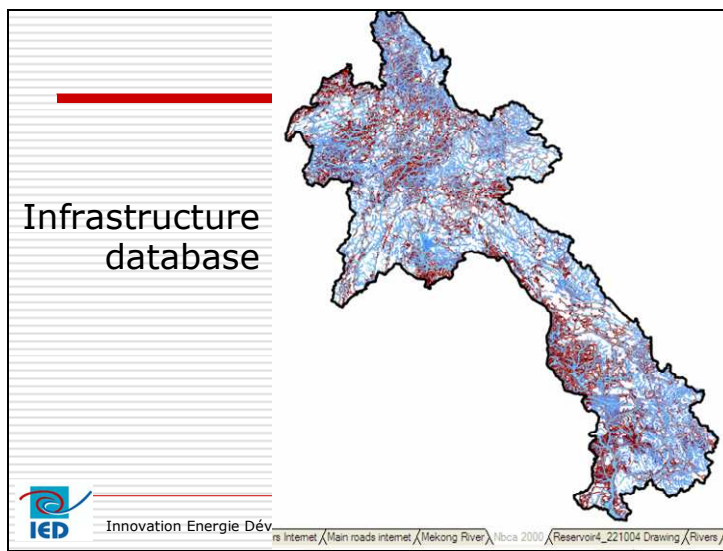 Infrastructure
database
IED
Innovation Energie Dév
rs Internet / Main roads internet / Mekong River \ Nbca 2000 / Reservoir4_221004 Drawing / Rivers /